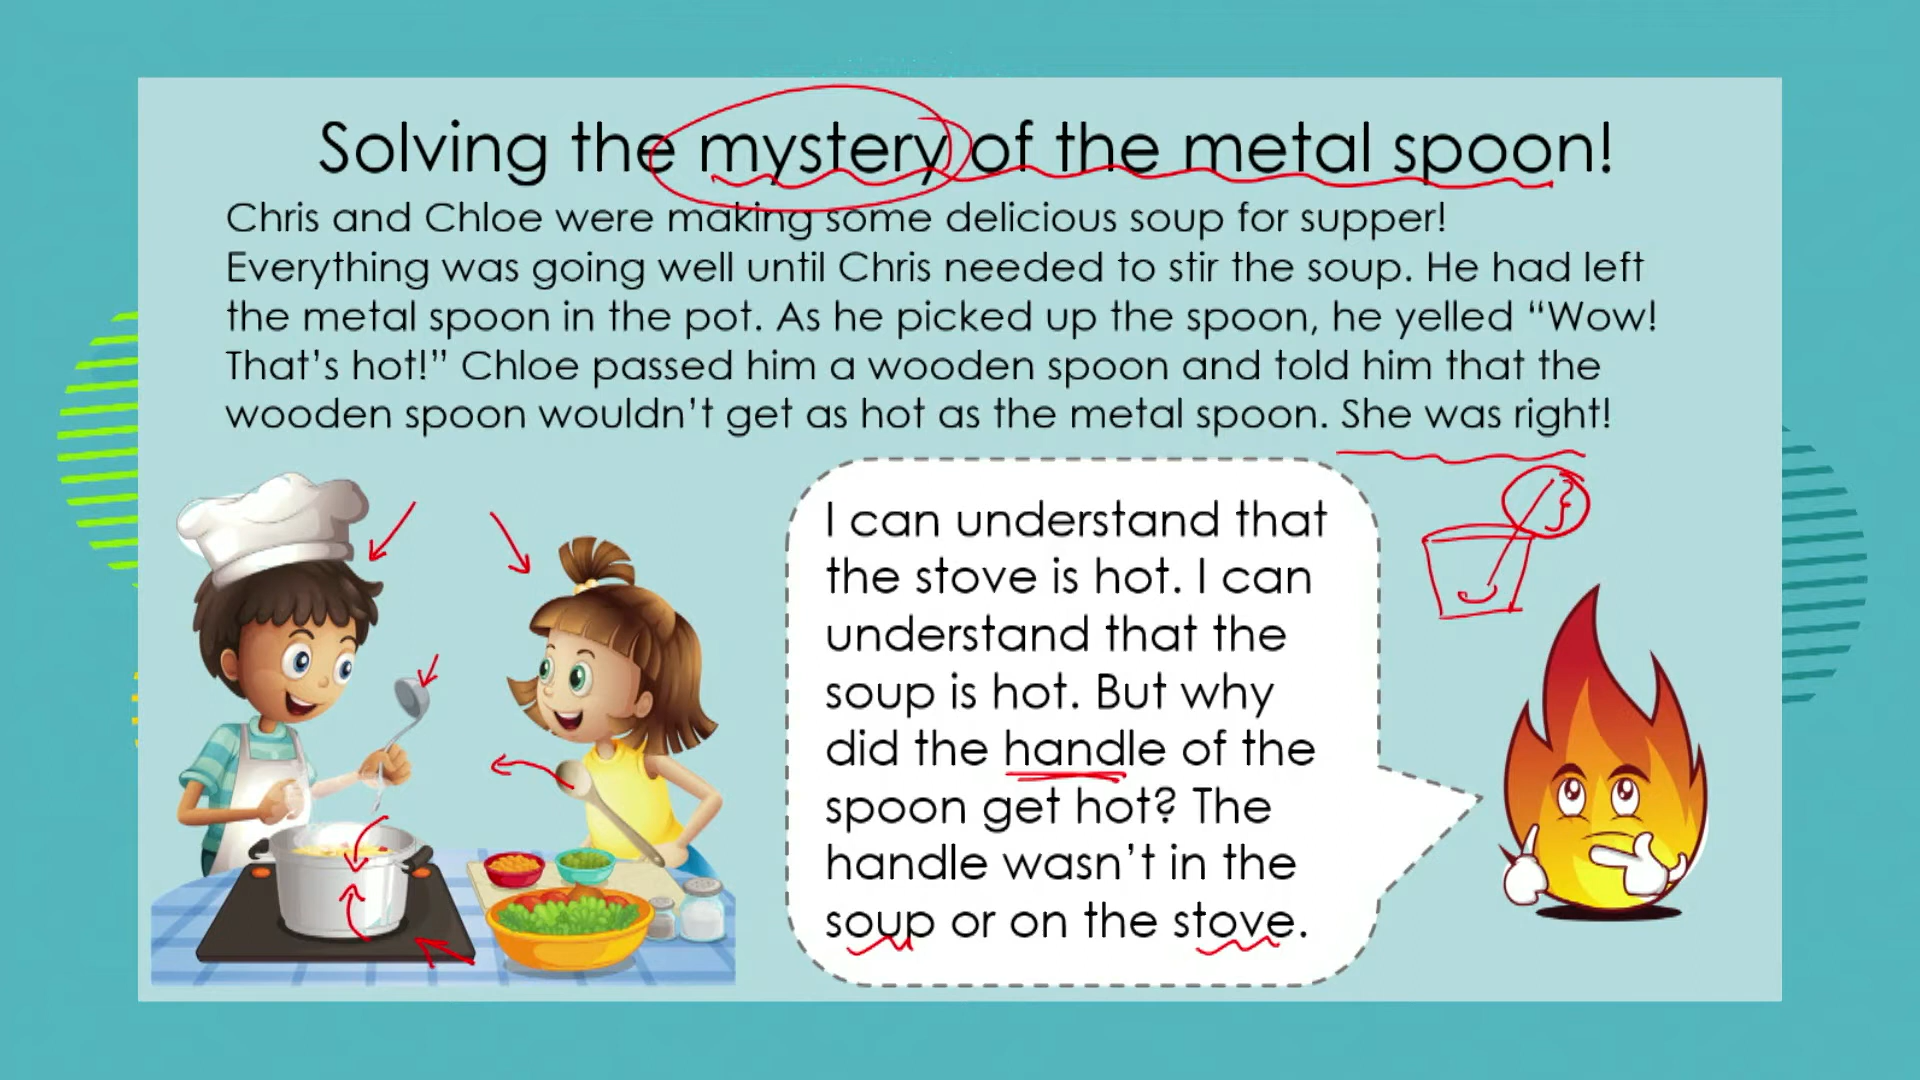 Solving the mystery of the metal spoon!
Chris and Chloe were making some delicious soup for supper!
Everything was going well until Chris needed to stir the soup. He had left
the metal spoon in the pot. As he picked up the spoon, he yelled “Wow!
That’s hot!” Chloe passed him a wooden spoon and told him that the
wooden spoon wouldn’t get as hot as the metal spoon. She was right!
I can understand that
the stove is hot. I can
understand that the
soup is hot. But why
did the handle of the
spoon get hot? The
handle wasn’t in the
soup or on the stove.